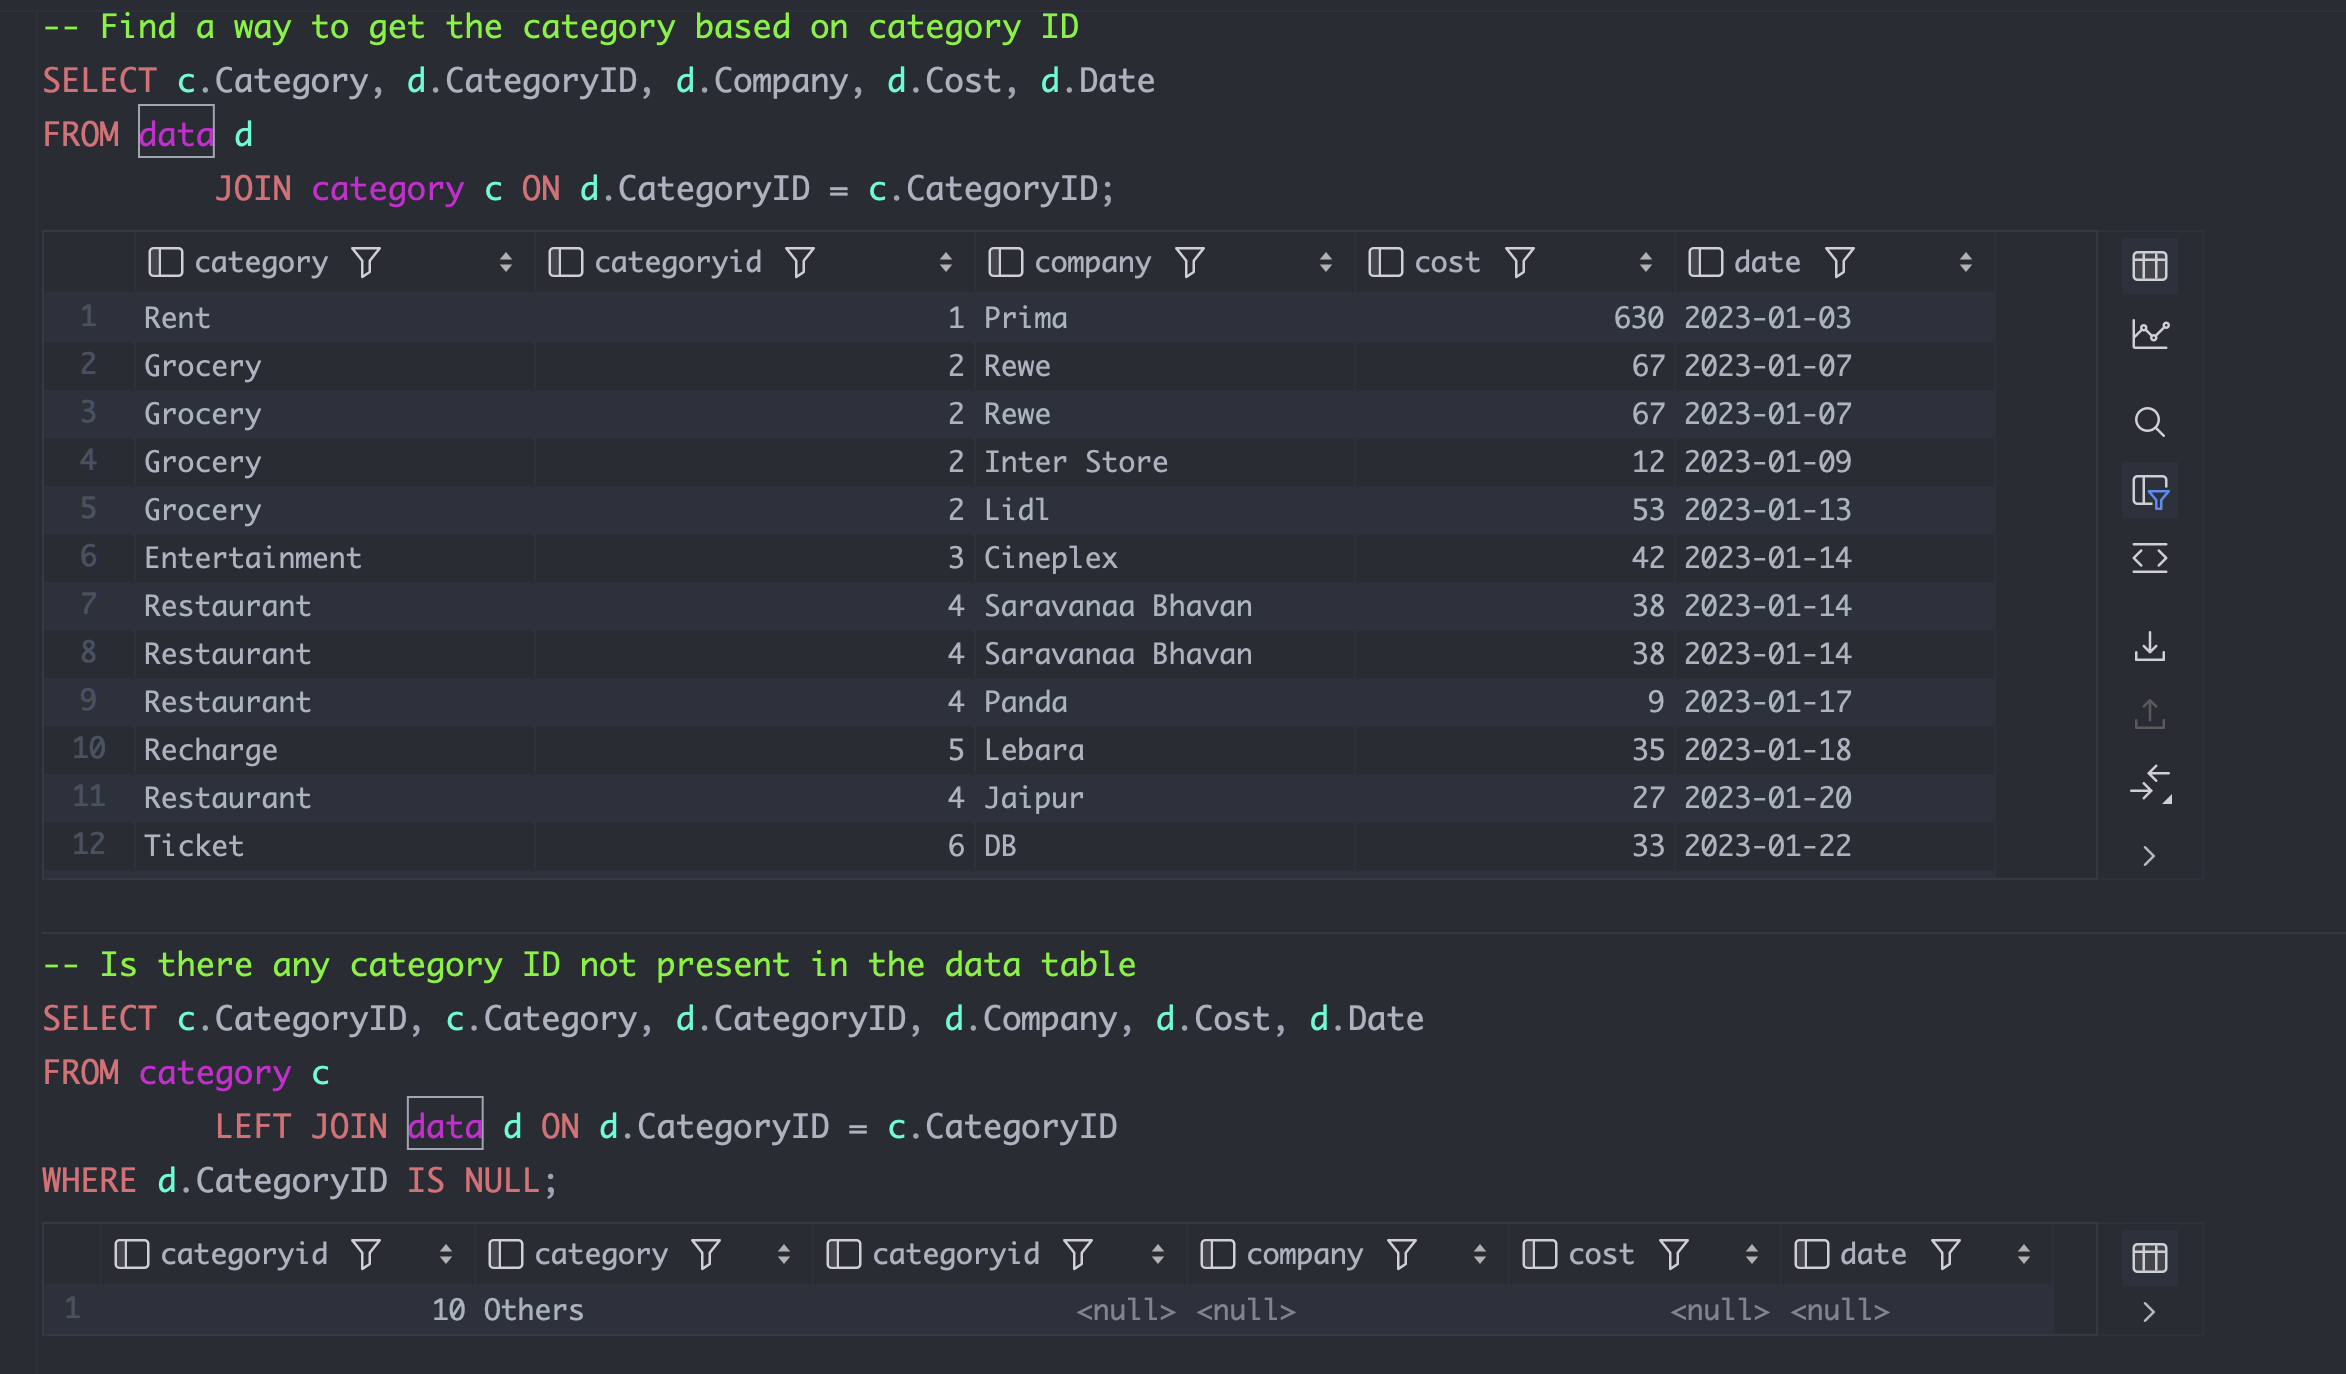 -- Find a way to get the category based on category ID
SELECT c.Category, d.CategoryID, d.Company, d.Cost, d.Date
FROM data d
JOIN category c ON d.CategoryID = c.CategoryID;
category categoryid company cost date
1 Rent 1 Prima 630 2023-01-03
2 Grocery 2 Rewe 67 2023-01-07
3 Grocery 2 Rewe 67 2023-01-07
4 Grocery 2 Inter Store 12 2023-01-09
5 Grocery 2 Lidl 53 2023-01-13
6 Entertainment 3 Cineplex 42 2023-01-14
7 Restaurant 4 Saravanaa Bhavan 38 2023-01-14
8 Restaurant 4 Saravanaa Bhavan 38 2023-01-14
9 Restaurant 4 Panda 9 2023-01-17
10 Recharge 5 Lebara 35 2023-01-18
11 Restaurant 4 Jaipur 27 2023-01-20
12 Ticket 6 DB 33 2023-01-22
-- Is there any category ID not present in the data table
SELECT c.CategoryID, c.Category, d.CategoryID, d.Company, d.Cost, d.Date
FROM category c
LEFT JOIN data d ON d.CategoryID = c.CategoryID
WHERE d.CategoryID IS NULL;
categoryid category categoryid company cost date
1 10 Others <null> <null> <null> <null>